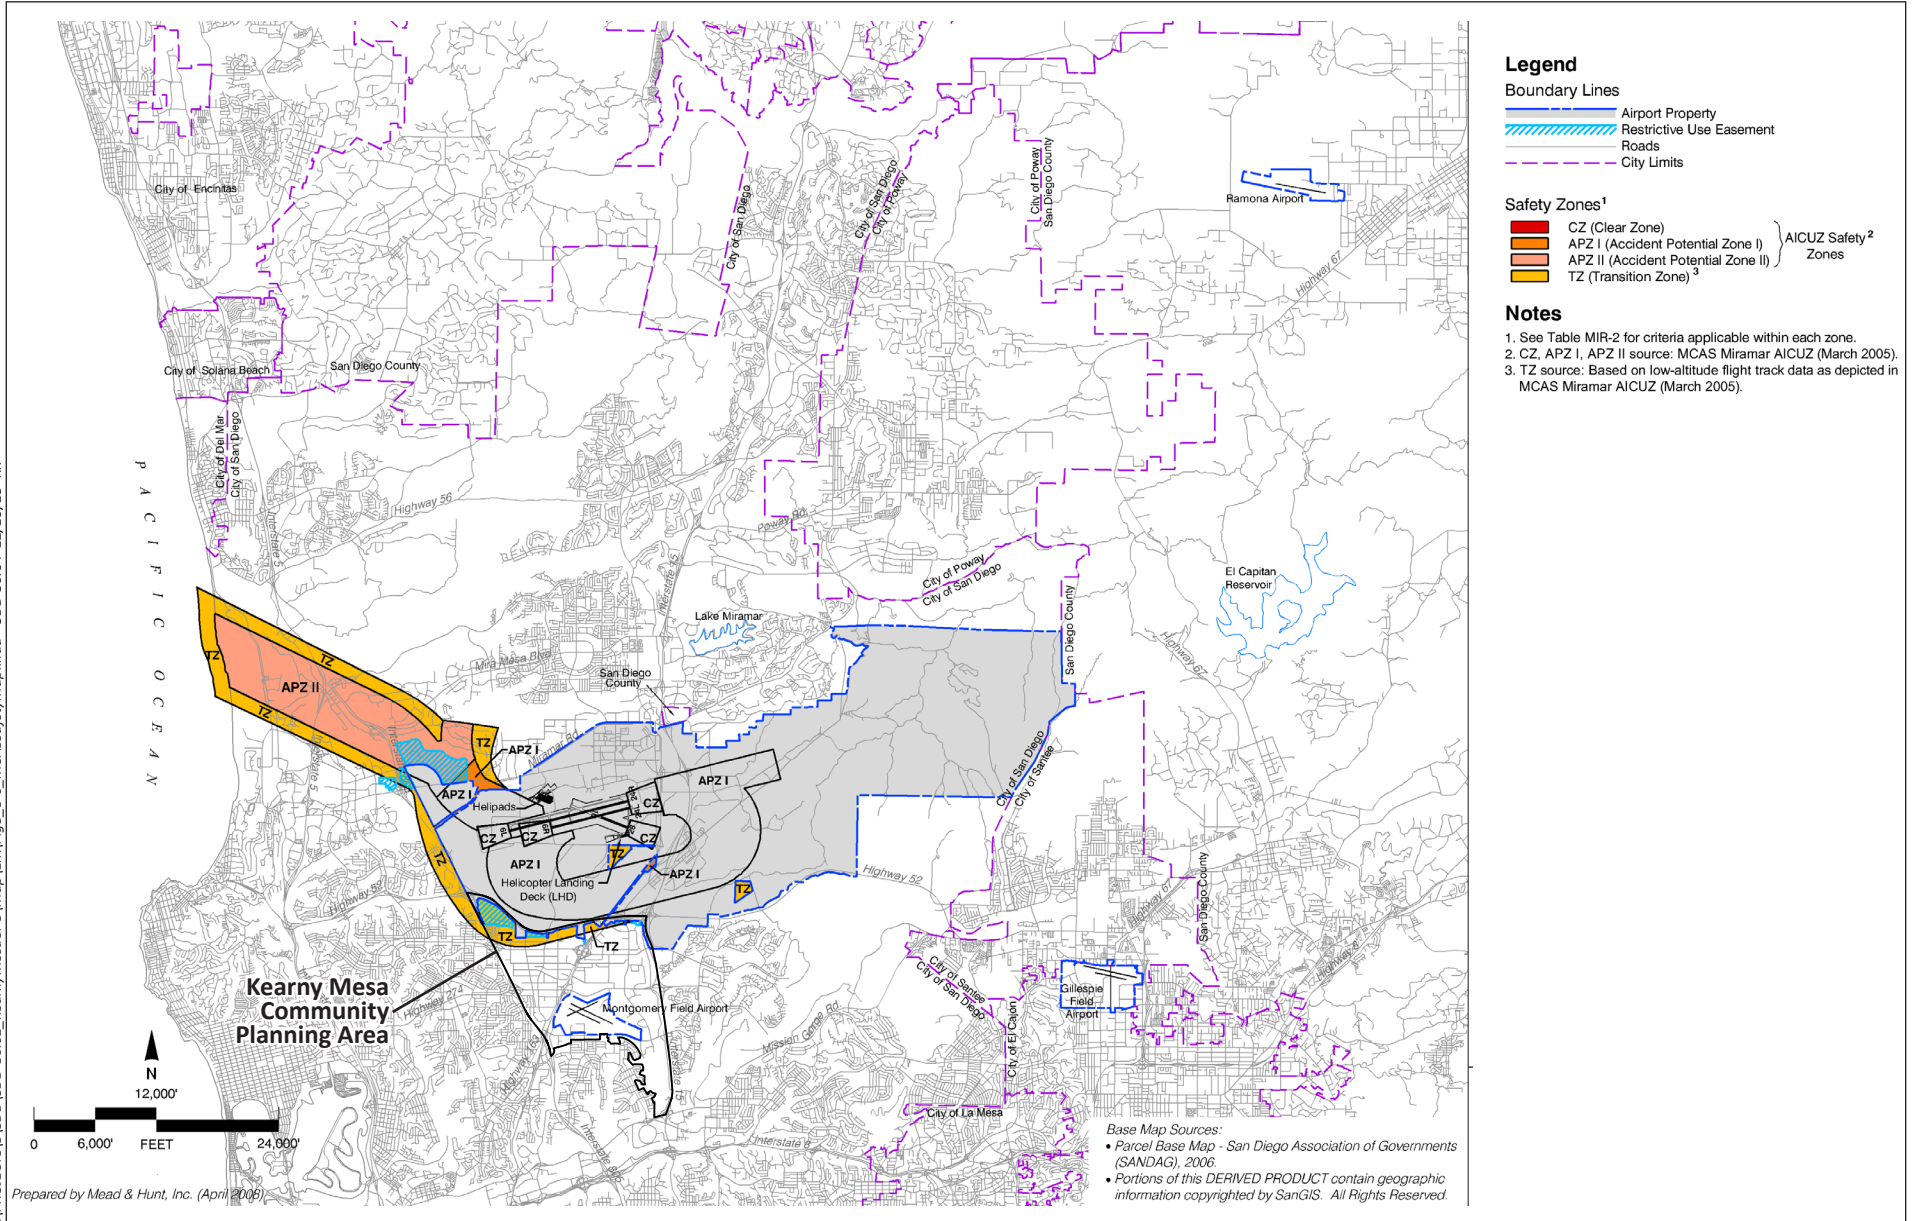 Legend
Boundary Lines
Airport Property
Restrictive Use Easement
Roads
City Limits
Safety Zones1
CZ (Clear Zone)
APZ I (Accident Potential Zone I)
APZ II (Accident Potential Zone II)
TZ (Transition Zone) 3
AICUZ Safety 2
Zones
Notes
1. See Table MIR-2 for criteria applicable within each zone.
2. CZ, APZ I, APZ II source: MCAS Miramar AICUZ (March 2005).
3. TZ source: Based on low-altitude flight track data as depicted in
MCAS Miramar AICUZ (March 2005).
City of Encinitas
City of San Diego
City of San Diego
City of Poway
City of Poway
San Diego County
Ramona Airport
Highway 67
City of Solana Beach
San Diego County
City of Del Mar
City of San Diego
PACIFIC OCEAN
Interstate 5
Highway 56
Poway Rd
Interstate 15
City of Poway
City of San Diego
San Diego County
El Capitan
Reservoir
Lake Miramar
Mira Mesa Blvd
San Diego
County
Highway 67
TZ
TZ
APZ II
TZ
TZ
APZ I
Miramar Rd
Interstate 5
APZ I
Helipads
APZ I
CZ
CZ
CZ
CZ
City of San Diego
City of Santee
TZ
APZ I
TZ
APZ I
Helicopter Landing
Deck (LHD)
TZ
Highway 52
Highway 52
TZ
TZ
Highway 67
San Diego County
Highway 8
Kearny Mesa
Community
Planning Area
Highway 274
Montgomery Field Airport
Highway 163
Interstate 15
Mission Gorge Rd
City of Santee
City of San Diego
Gillespie
Field
Airport
City of El Cajon
City of La Mesa
Interstate 8
Interstate 805
N
12,000'
0
6,000'
FEET
24,000'
Base Map Sources:
• Parcel Base Map - San Diego Association of Governments
(SANDAG), 2006.
• Portions of this DERIVED PRODUCT contain geographic
information copyrighted by SanGIS. All Rights Reserved.
Prepared by Mead & Hunt, Inc. (April 2008)